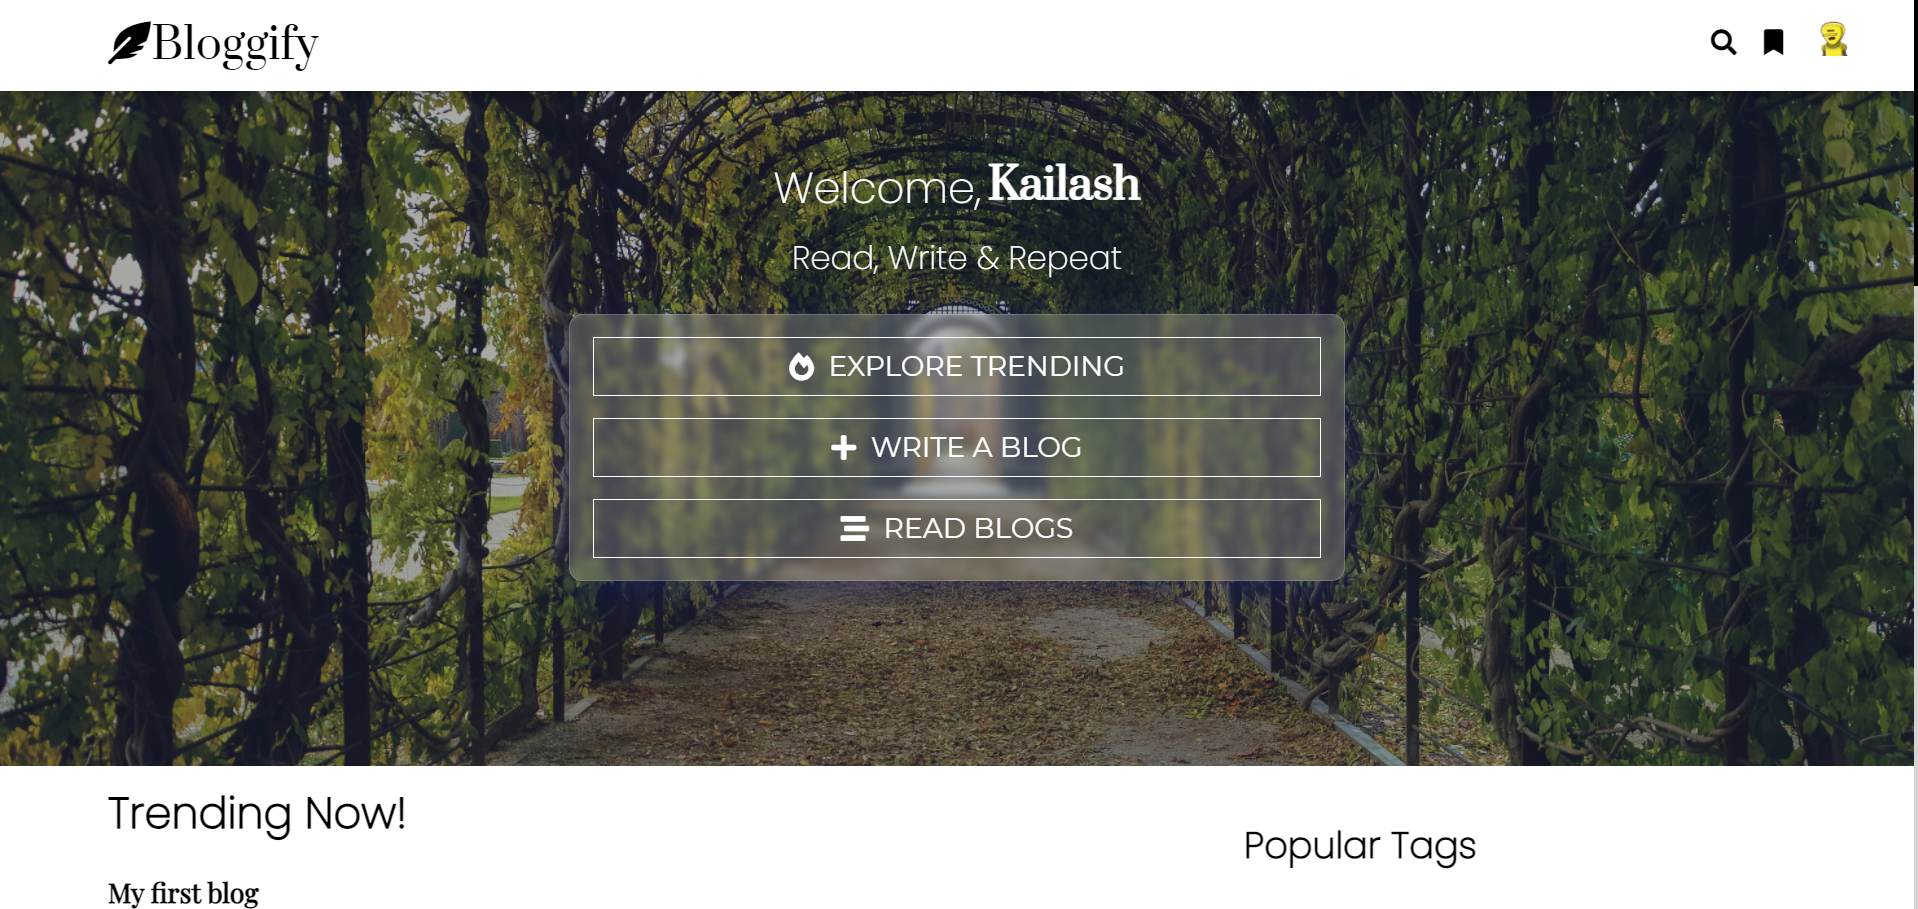 Bloggify
Welcome, Kailash
Read, Write & Repeat
EXPLORE TRENDING
WRITE A BLOG
READ BLOGS
Trending Now!
Popular Tags
My first blog